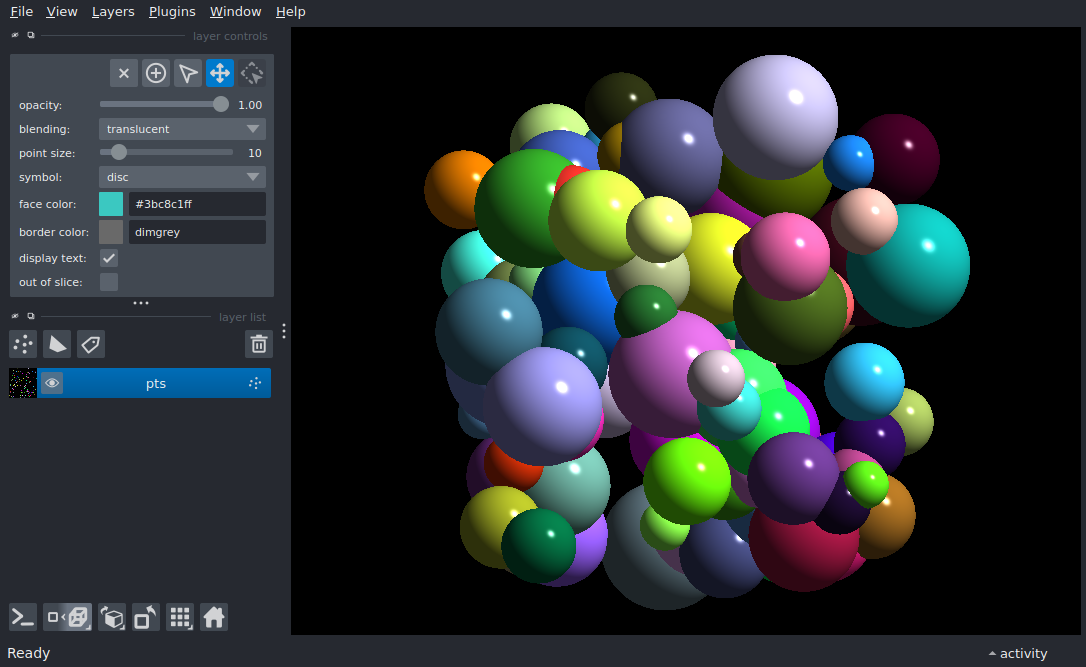 File View Layers Plugins Window Help
layer controls
opacity: 1.00
blending: translucent
point size: 10
symbol: disc
face color: #3bc8c1ff
border color: dimgrey
display text:
out of slice:
layer list
pts
Ready
activity